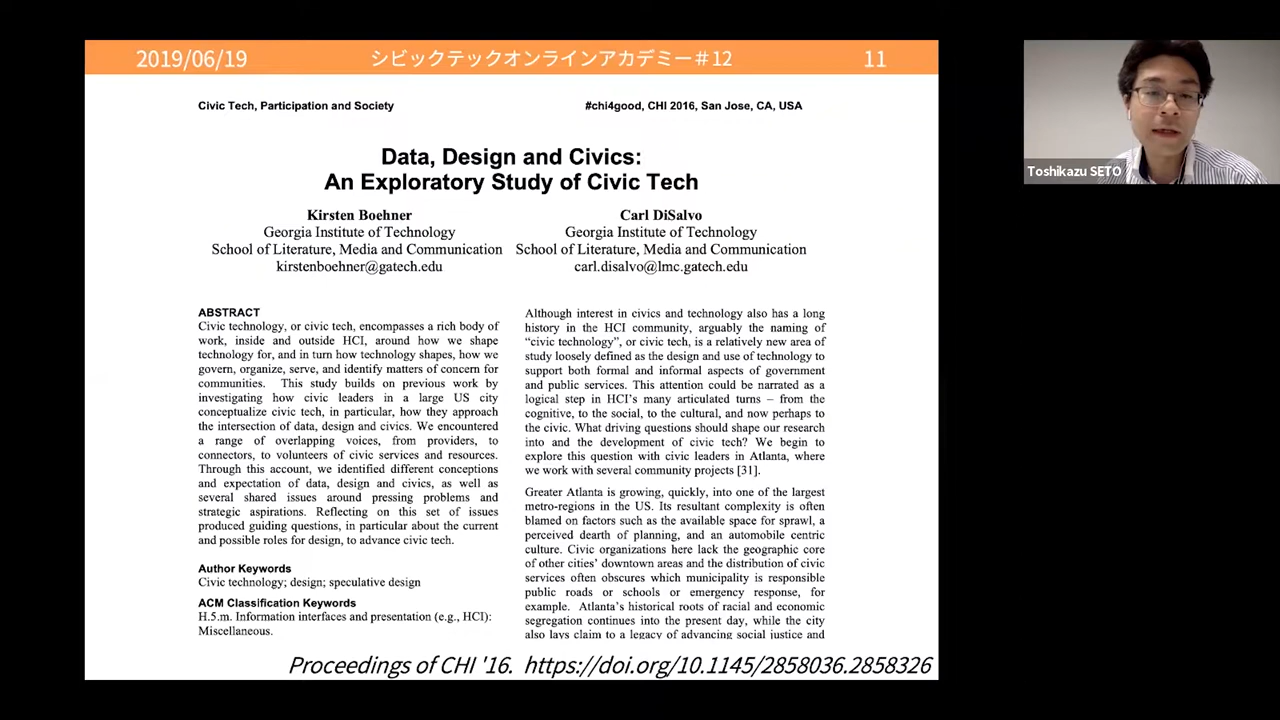 2019/06/19 シビックテックオンラインアカデミー＃12 11
Civic Tech, Participation and Society #chi4good, CHI 2016, San Jose, CA, USA
Data, Design and Civics:
An Exploratory Study of Civic Tech
Kirsten Boehner
Georgia Institute of Technology
School of Literature, Media and Communication
kirstenboehner@gatech.edu
Carl DiSalvo
Georgia Institute of Technology
School of Literature, Media and Communication
carl.disalvo@lmc.gatech.edu
ABSTRACT
Civic technology, or civic tech, encompasses a rich body of
work, inside and outside HCI, around how we shape
technology for, and in turn how technology shapes, how we
govern, organize, serve, and identify matters of concern for
communities. This study builds on previous work by
investigating how civic leaders in a large US city
conceptualize civic tech, in particular, how they approach
the intersection of data, design and civics. We encountered
a range of overlapping voices, from providers, to
connectors, to volunteers of civic services and resources.
Through this account, we identified different conceptions
and expectation of data, design and civics, as well as
several shared issues around pressing problems and
strategic aspirations. Reflecting on this set of issues
produced guiding questions, in particular about the current
and possible roles for design, to advance civic tech.
Author Keywords
Civic technology; design; speculative design
ACM Classification Keywords
H.5.m. Information interfaces and presentation (e.g., HCI):
Miscellaneous.
Although interest in civics and technology also has a long
history in the HCI community, arguably the naming of
“civic technology”, or civic tech, is a relatively new area of
study loosely defined as the design and use of technology to
support both formal and informal aspects of government
and public services. This attention could be narrated as a
logical step in HCI’s many articulated turns – from the
cognitive, to the social, to the cultural, and now perhaps to
the civic. What driving questions should shape our research
into and the development of civic tech? We begin to
explore this question with civic leaders in Atlanta, where
we work with several community projects [31].
Greater Atlanta is growing, quickly, into one of the largest
metro-regions in the US. Its resultant complexity is often
blamed on factors such as the available space for sprawl, a
perceived dearth of planning, and an automobile centric
culture. Civic organizations here lack the geographic core
of other cities’ downtown areas and the distribution of civic
services often obscures which municipality is responsible
public roads or schools or emergency response, for
example. Atlanta’s historical roots of racial and economic
segregation continues into the present day, while the city
also lays claim to a legacy of advancing social justice and
Proceedings of CHI '16. https://doi.org/10.1145/2858036.2858326
Toshikazu SETO